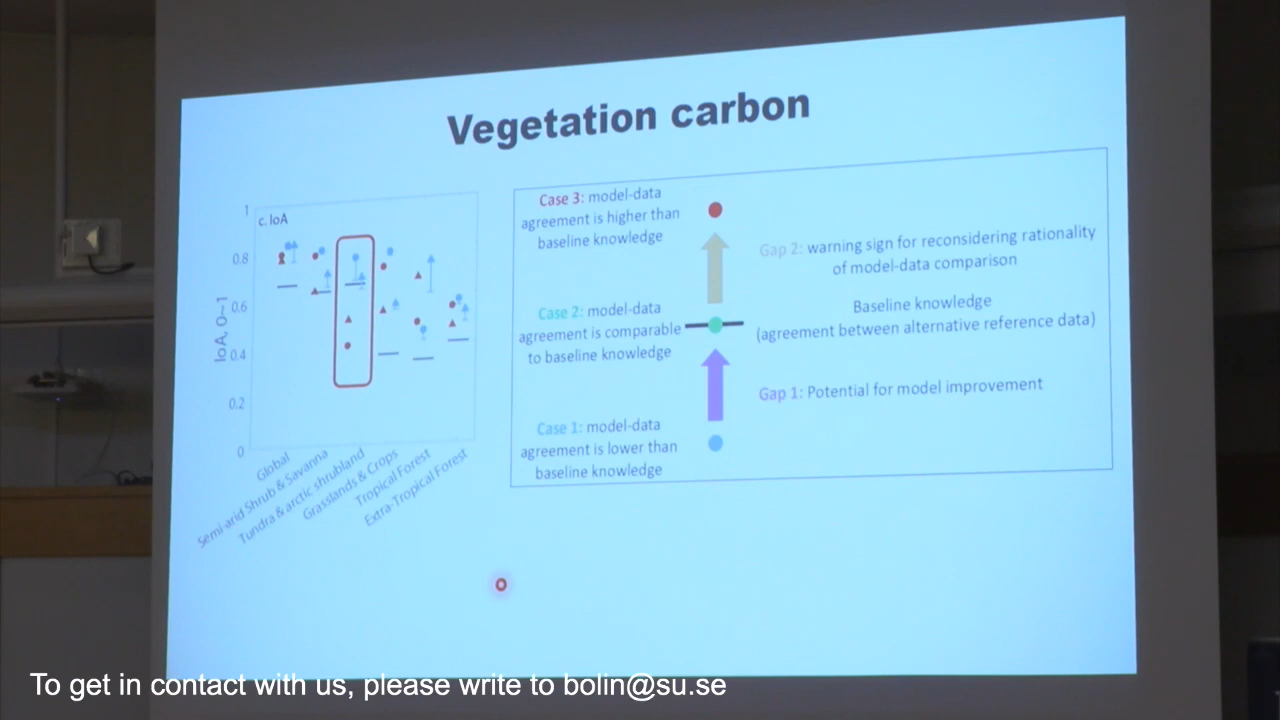 Vegetation carbon
c. IoA
IoA, 0~1
1
0.8
0.6
0.4
0.2
0
Global
Semi-arid Shrub & Savanna
Tundra & arctic shrubland
Grasslands & Crops
Tropical Forest
Extra-Tropical Forest
Case 3: model-data
agreement is higher than
baseline knowledge
Case 2: model-data
agreement is comparable
to baseline knowledge
Case 1: model-data
agreement is lower than
baseline knowledge
Gap 2: warning sign for reconsidering rationality
of model-data comparison
Baseline knowledge
(agreement between alternative reference data)
Gap 1: Potential for model improvement
To get in contact with us, please write to bolin@su.se